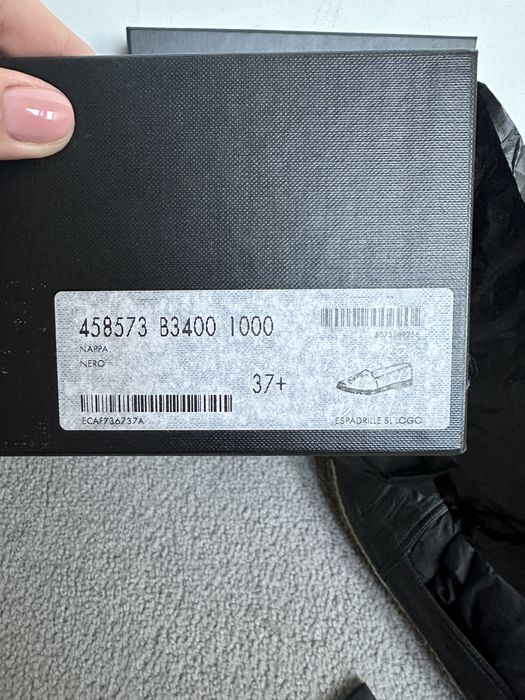 458573 B3400 1000
NAPPA
NERO
37+
ECAF736737A
ESPADRILLE SL LOGO